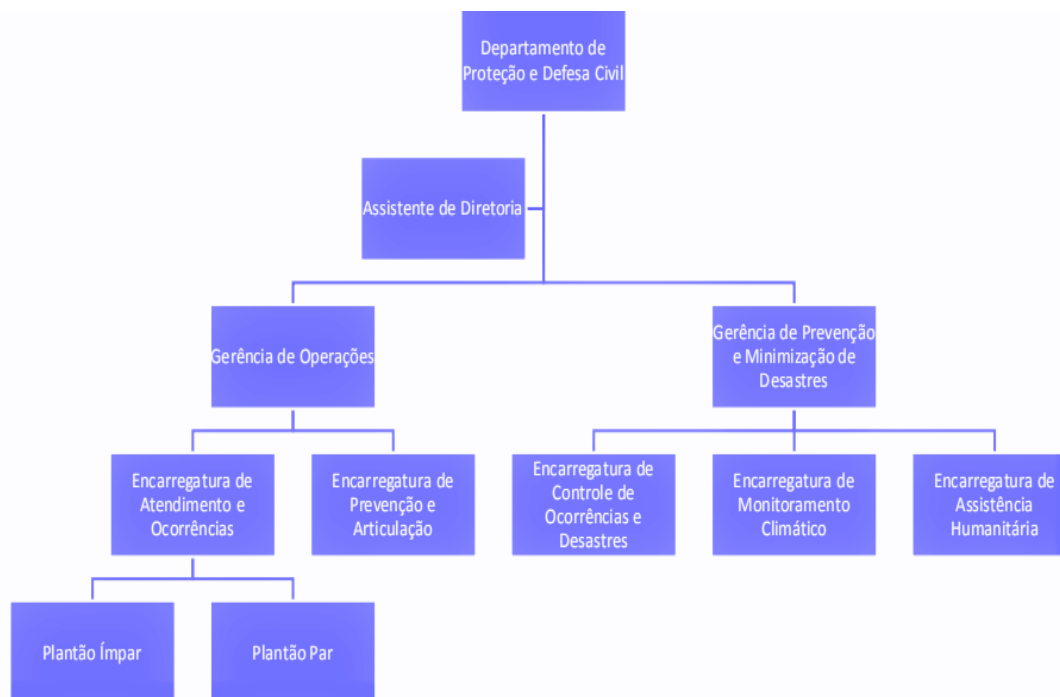 Departamento de
Proteção e Defesa Civil
Assistente de Diretoria
Gerência de Operações
Gerência de Prevenção
e Minimização de
Desastres
Encarregatura de
Atendimento e
Ocorrências
Encarregatura de
Prevenção e
Articulação
Encarregatura de
Controle de
Ocorrências e
Desastres
Encarregatura de
Monitoramento
Climático
Encarregatura de
Assistência
Humanitária
Plantão Ímpar
Plantão Par